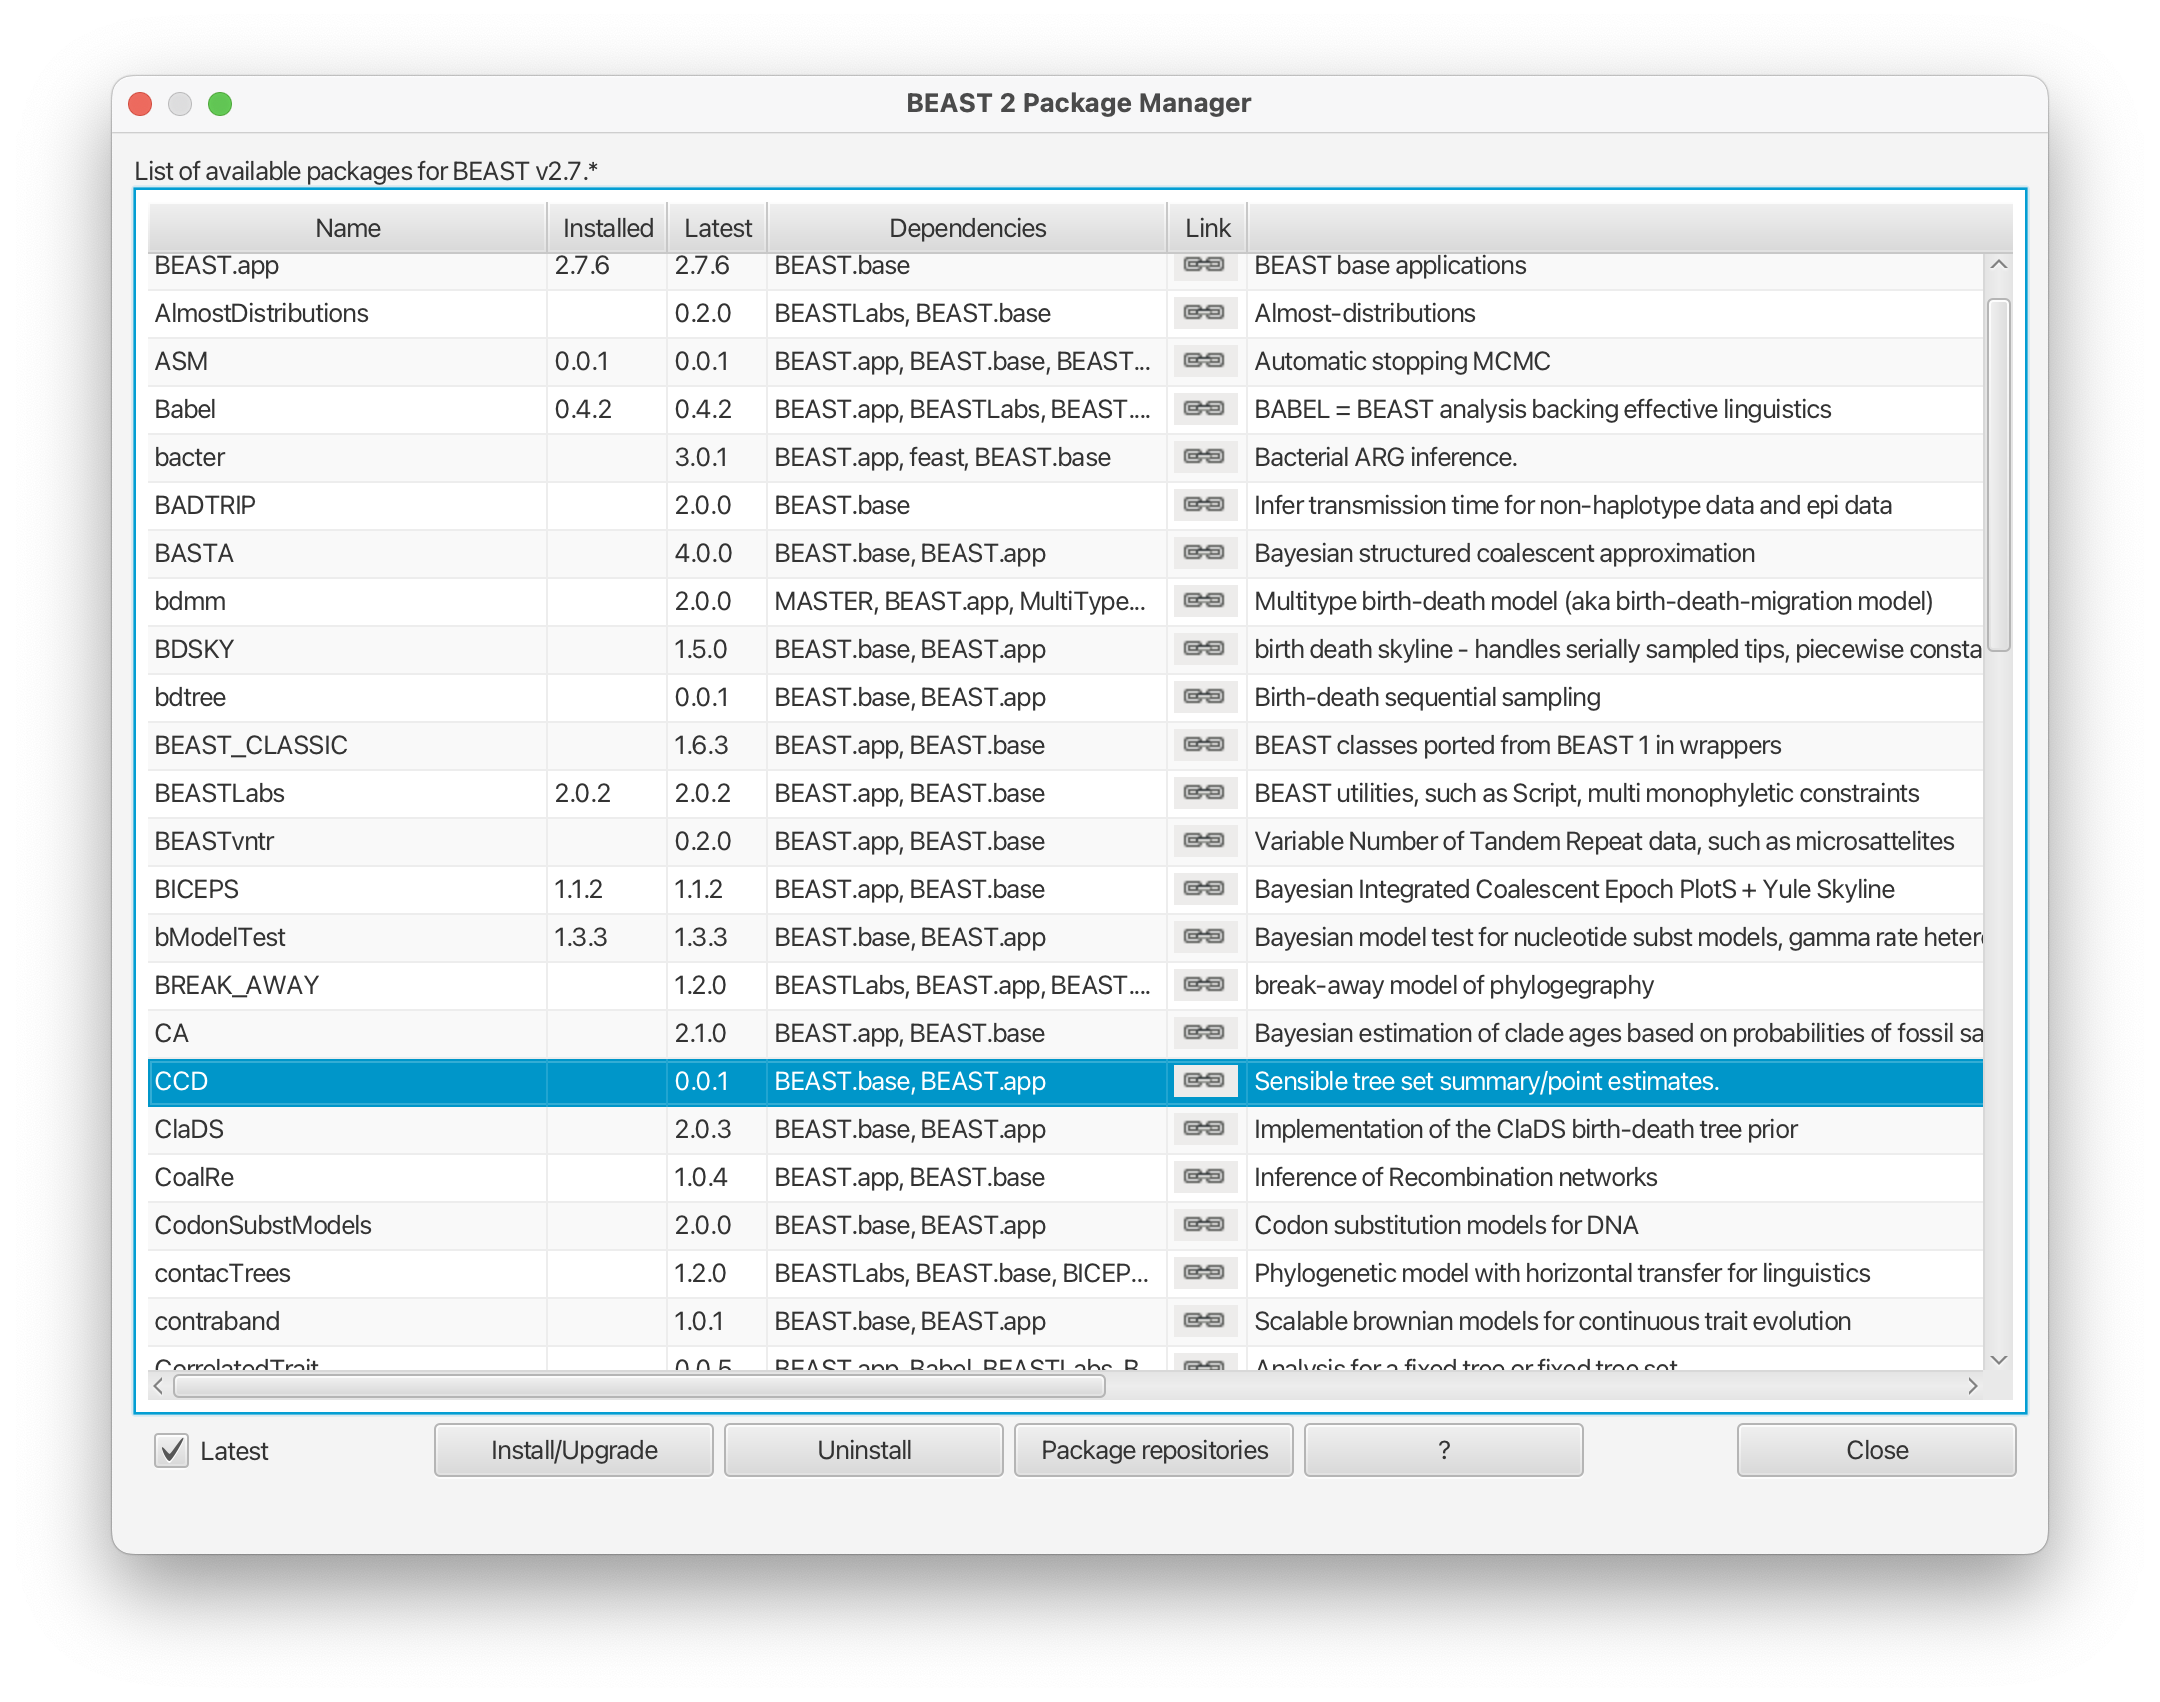 BEAST 2 Package Manager
List of available packages for BEAST v2.7.*
Name Installed Latest Dependencies Link
BEAST.app 2.7.6 2.7.6 BEAST.base BEAST base applications
AlmostDistributions 0.2.0 BEASTLabs, BEAST.base Almost-distributions
ASM 0.0.1 0.0.1 BEAST.app, BEAST.base, BEAST... Automatic stopping MCMC
Babel 0.4.2 0.4.2 BEAST.app, BEASTLabs, BEAST.... BABEL = BEAST analysis backing effective linguistics
bacter 3.0.1 BEAST.app, feast, BEAST.base Bacterial ARG inference.
BADTRIP 2.0.0 BEAST.base Infer transmission time for non-haplotype data and epi data
BASTA 4.0.0 BEAST.base, BEAST.app Bayesian structured coalescent approximation
bdmm 2.0.0 MASTER, BEAST.app, MultiType... Multitype birth-death model (aka birth-death-migration model)
BDSKY 1.5.0 BEAST.base, BEAST.app birth death skyline - handles serially sampled tips, piecewise consta
bdtree 0.0.1 BEAST.base, BEAST.app Birth-death sequential sampling
BEAST_CLASSIC 1.6.3 BEAST.app, BEAST.base BEAST classes ported from BEAST 1 in wrappers
BEASTLabs 2.0.2 2.0.2 BEAST.app, BEAST.base BEAST utilities, such as Script, multi monophyletic constraints
BEASTvntr 0.2.0 BEAST.app, BEAST.base Variable Number of Tandem Repeat data, such as microsattelites
BICEPS 1.1.2 1.1.2 BEAST.app, BEAST.base Bayesian Integrated Coalescent Epoch PlotS + Yule Skyline
bModelTest 1.3.3 1.3.3 BEAST.base, BEAST.app Bayesian model test for nucleotide subst models, gamma rate heter
BREAK_AWAY 1.2.0 BEASTLabs, BEAST.app, BEAST.... break-away model of phylogegraphy
CA 2.1.0 BEAST.app, BEAST.base Bayesian estimation of clade ages based on probabilities of fossil sa
CCD 0.0.1 BEAST.base, BEAST.app Sensible tree set summary/point estimates.
ClaDS 2.0.3 BEAST.base, BEAST.app Implementation of the ClaDS birth-death tree prior
CoalRe 1.0.4 BEAST.app, BEAST.base Inference of Recombination networks
CodonSubstModels 2.0.0 BEAST.base, BEAST.app Codon substitution models for DNA
contacTrees 1.2.0 BEASTLabs, BEAST.base, BICEP... Phylogenetic model with horizontal transfer for linguistics
contraband 1.0.1 BEAST.base, BEAST.app Scalable brownian models for continuous trait evolution
CorrelatedTrait 0.0.5 BEAST.app, Babel, BEASTLabs, B... Analysis for a fixed tree or fixed tree set
Latest Install/Upgrade Uninstall Package repositories ? Close